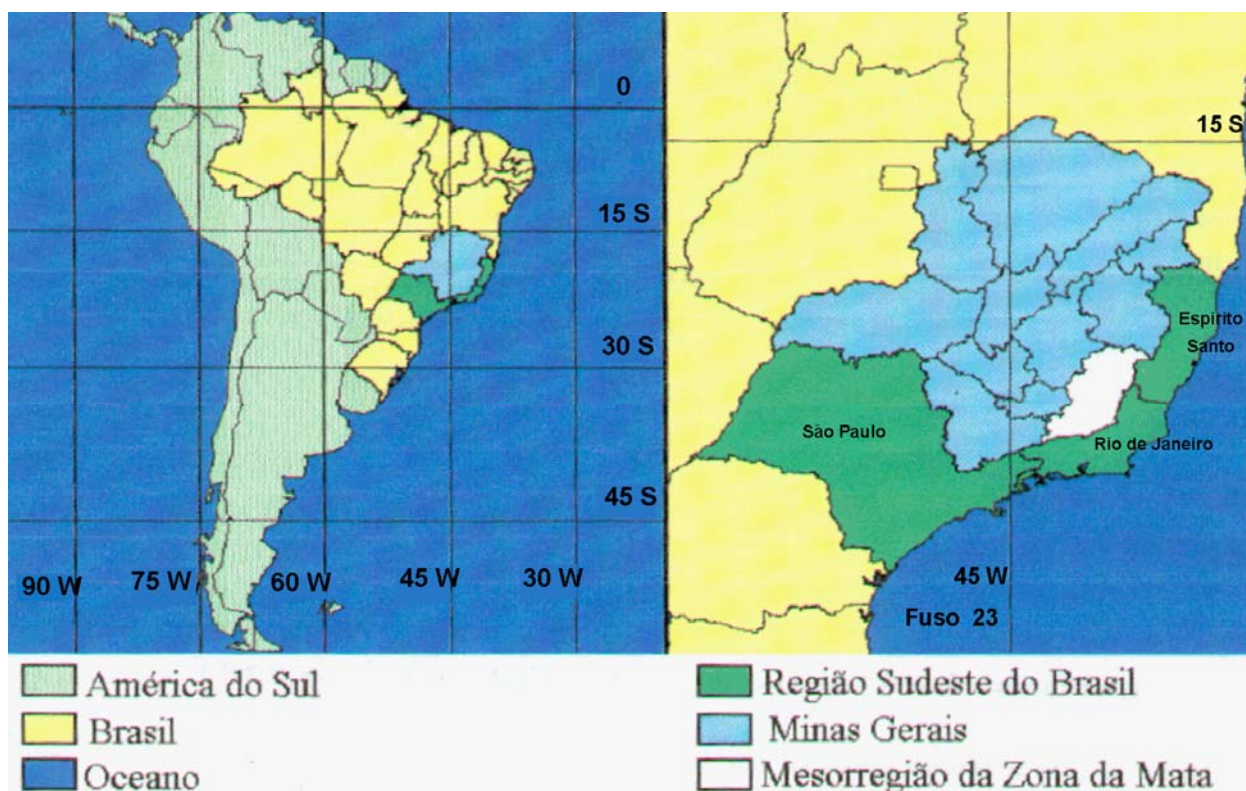 0
15 S
30 S
45 S
90 W
75 W
60 W
45 W
30 W
15 S
Espírito
Santo
São Paulo
Rio de Janeiro
45 W
Fuso 23
América do Sul
Brasil
Oceano
Região Sudeste do Brasil
Minas Gerais
Mesorregião da Zona da Mata